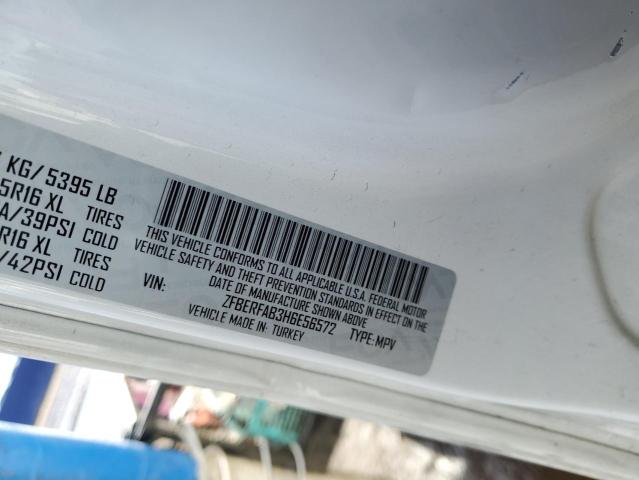 KG/ 5395 LB
5R16 XL TIRES
A/39PSI COLD
R16 XL TIRES
/42PSI COLD
THIS VEHICLE CONFORMS TO ALL APPLICABLE U.S.A. FEDERAL MOTOR
VEHICLE SAFETY AND THEFT PREVENTION STANDARDS IN EFFECT ON THE
DATE OF MANUFACTURE SHOWN ABOVE
VIN: ZFBERFAB3H6E56572 TYPE:MPV
VEHICLE MADE IN: TURKEY